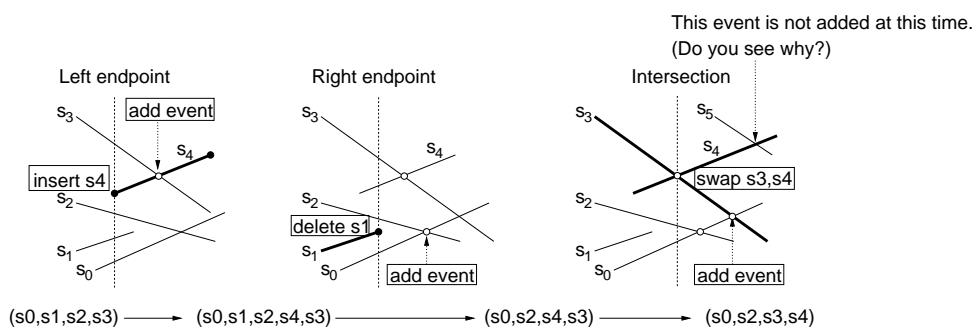 This event is not added at this time.
(Do you see why?)
Left endpoint
Right endpoint
Intersection
s3
add event
s4
insert s4
s2
s1
s0
s3
s4
s2
delete s1
s1
s0
add event
s3
s5
s4
swap s3,s4
s2
s1
s0
add event
(s0,s1,s2,s3)
(s0,s1,s2,s4,s3)
(s0,s2,s4,s3)
(s0,s2,s3,s4)